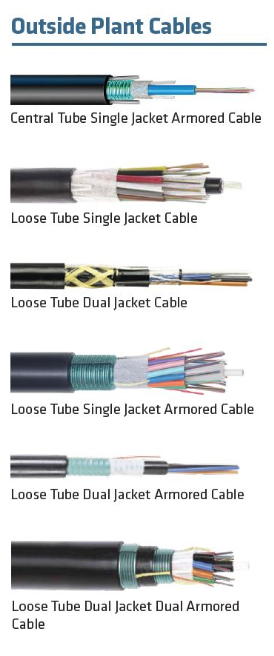 Outside Plant Cables
Central Tube Single Jacket Armored Cable
Loose Tube Single Jacket Cable
Loose Tube Dual Jacket Cable
Loose Tube Single Jacket Armored Cable
Loose Tube Dual Jacket Armored Cable
Loose Tube Dual Jacket Dual Armored
Cable